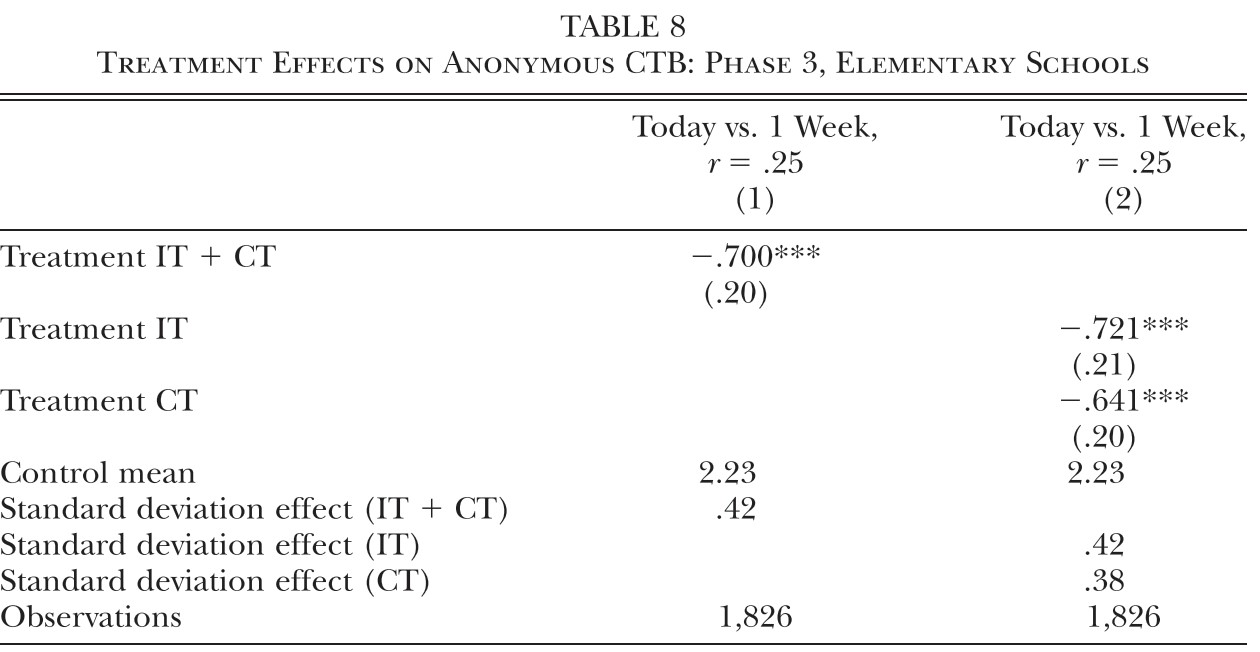 TABLE 8
Treatment Effects on Anonymous CTB: Phase 3, Elementary Schools
Today vs. 1 Week, Today vs. 1 Week,
r = .25 r = .25
(1) (2)
Treatment IT + CT −.700***
(.20)
Treatment IT −.721***
(.21)
Treatment CT −.641***
(.20)
Control mean 2.23 2.23
Standard deviation effect (IT + CT) .42
Standard deviation effect (IT) .42
Standard deviation effect (CT) .38
Observations 1,826 1,826